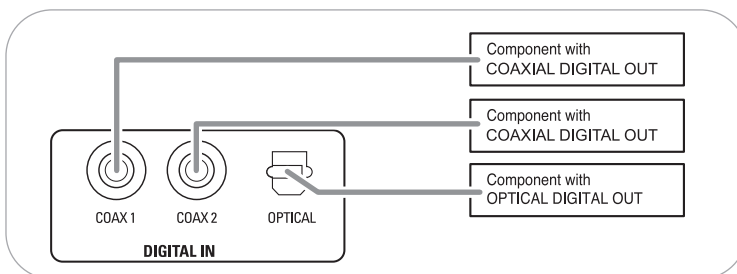 Component with
COAXIAL DIGITAL OUT
Component with
COAXIAL DIGITAL OUT
Component with
OPTICAL DIGITAL OUT
COAX 1 COAX 2 OPTICAL
DIGITAL IN